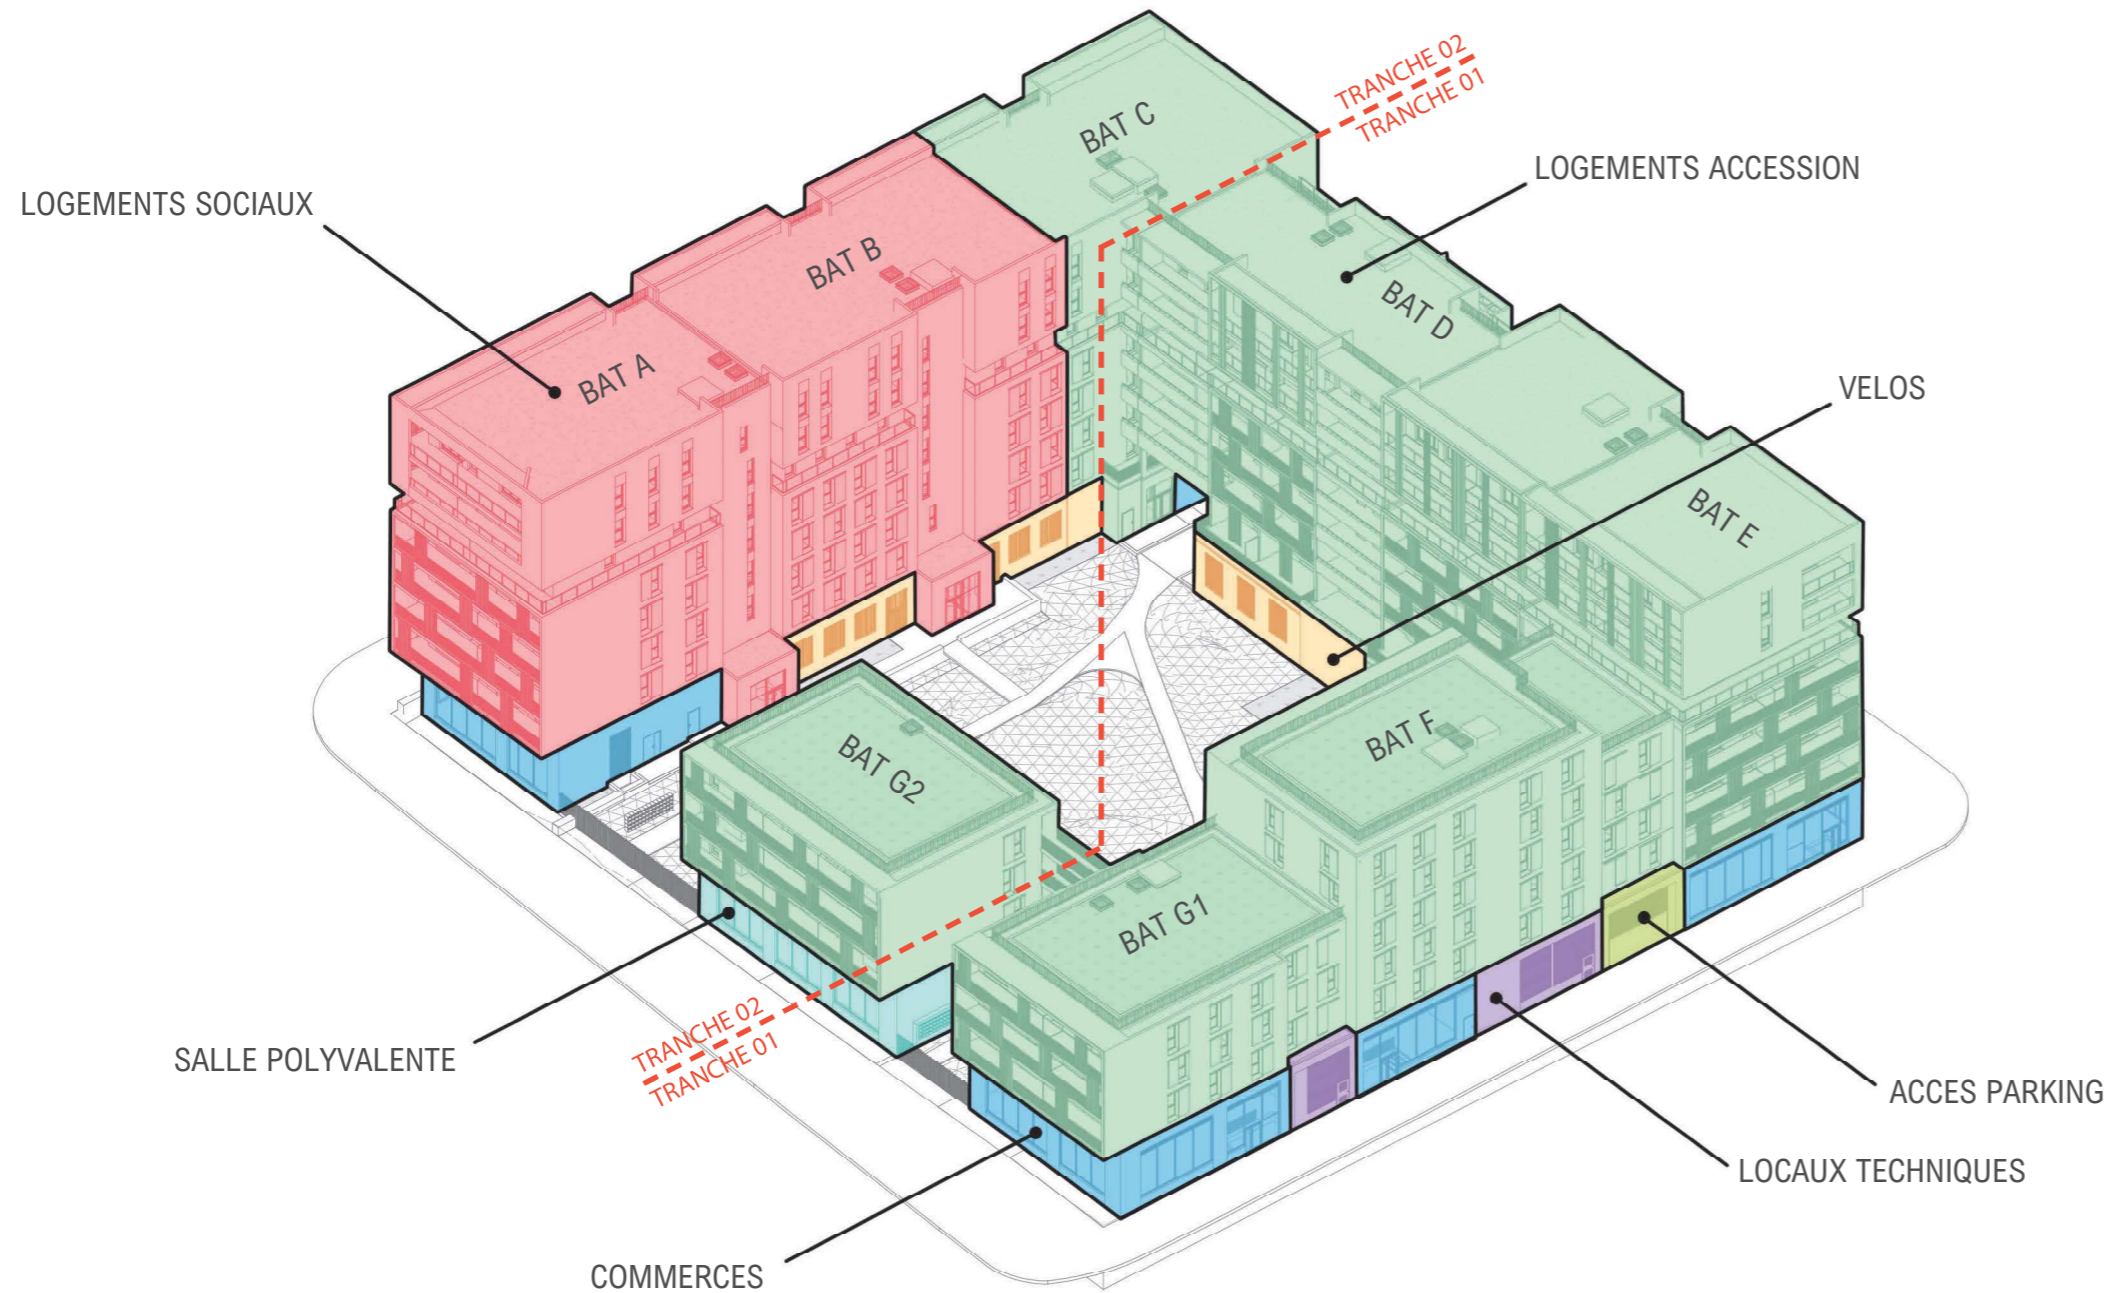 TRANCHE 02
TRANCHE 01
BAT C
LOGEMENTS ACCESSION
LOGEMENTS SOCIAUX
BAT B
BAT D
BAT A
VELOS
BAT E
BAT G2
BAT F
BAT G1
TRANCHE 02
TRANCHE 01
SALLE POLYVALENTE
ACCES PARKING
LOCAUX TECHNIQUES
COMMERCES